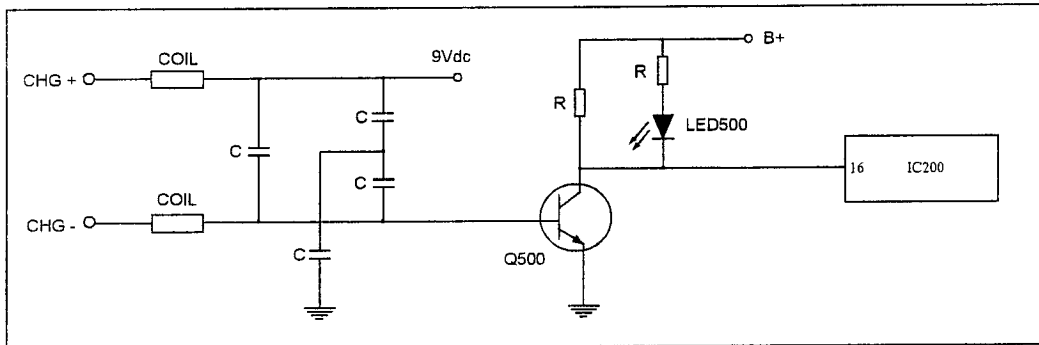 COIL
9Vdc
B+
CHG +
R
R
C
LED500
C
C
16 IC200
COIL
CHG -
C
Q500